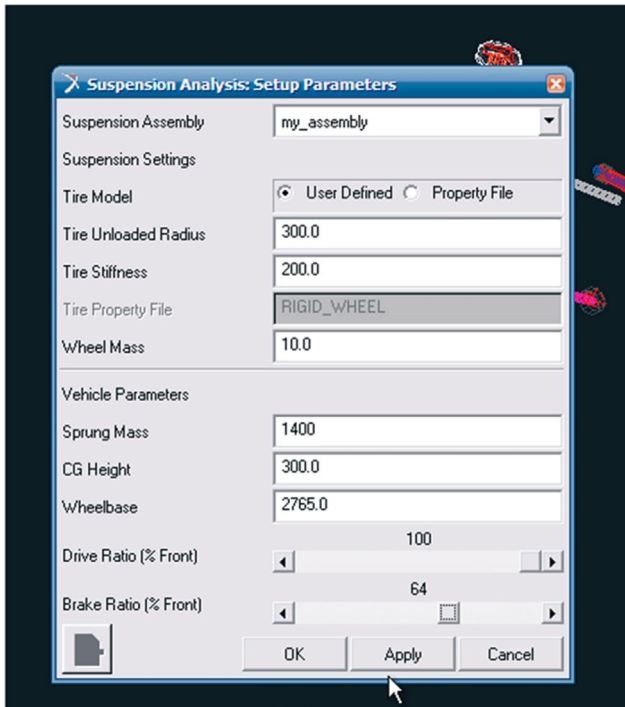 Suspension Analysis: Setup Parameters
Suspension Assembly my_assembly
Suspension Settings
Tire Model User Defined Property File
Tire Unloaded Radius 300.0
Tire Stiffness 200.0
Tire Property File RIGID_WHEEL
Wheel Mass 10.0
Vehicle Parameters
Sprung Mass 1400
CG Height 300.0
Wheelbase 2765.0
100
Drive Ratio (% Front)
64
Brake Ratio (% Front)
OK Apply Cancel